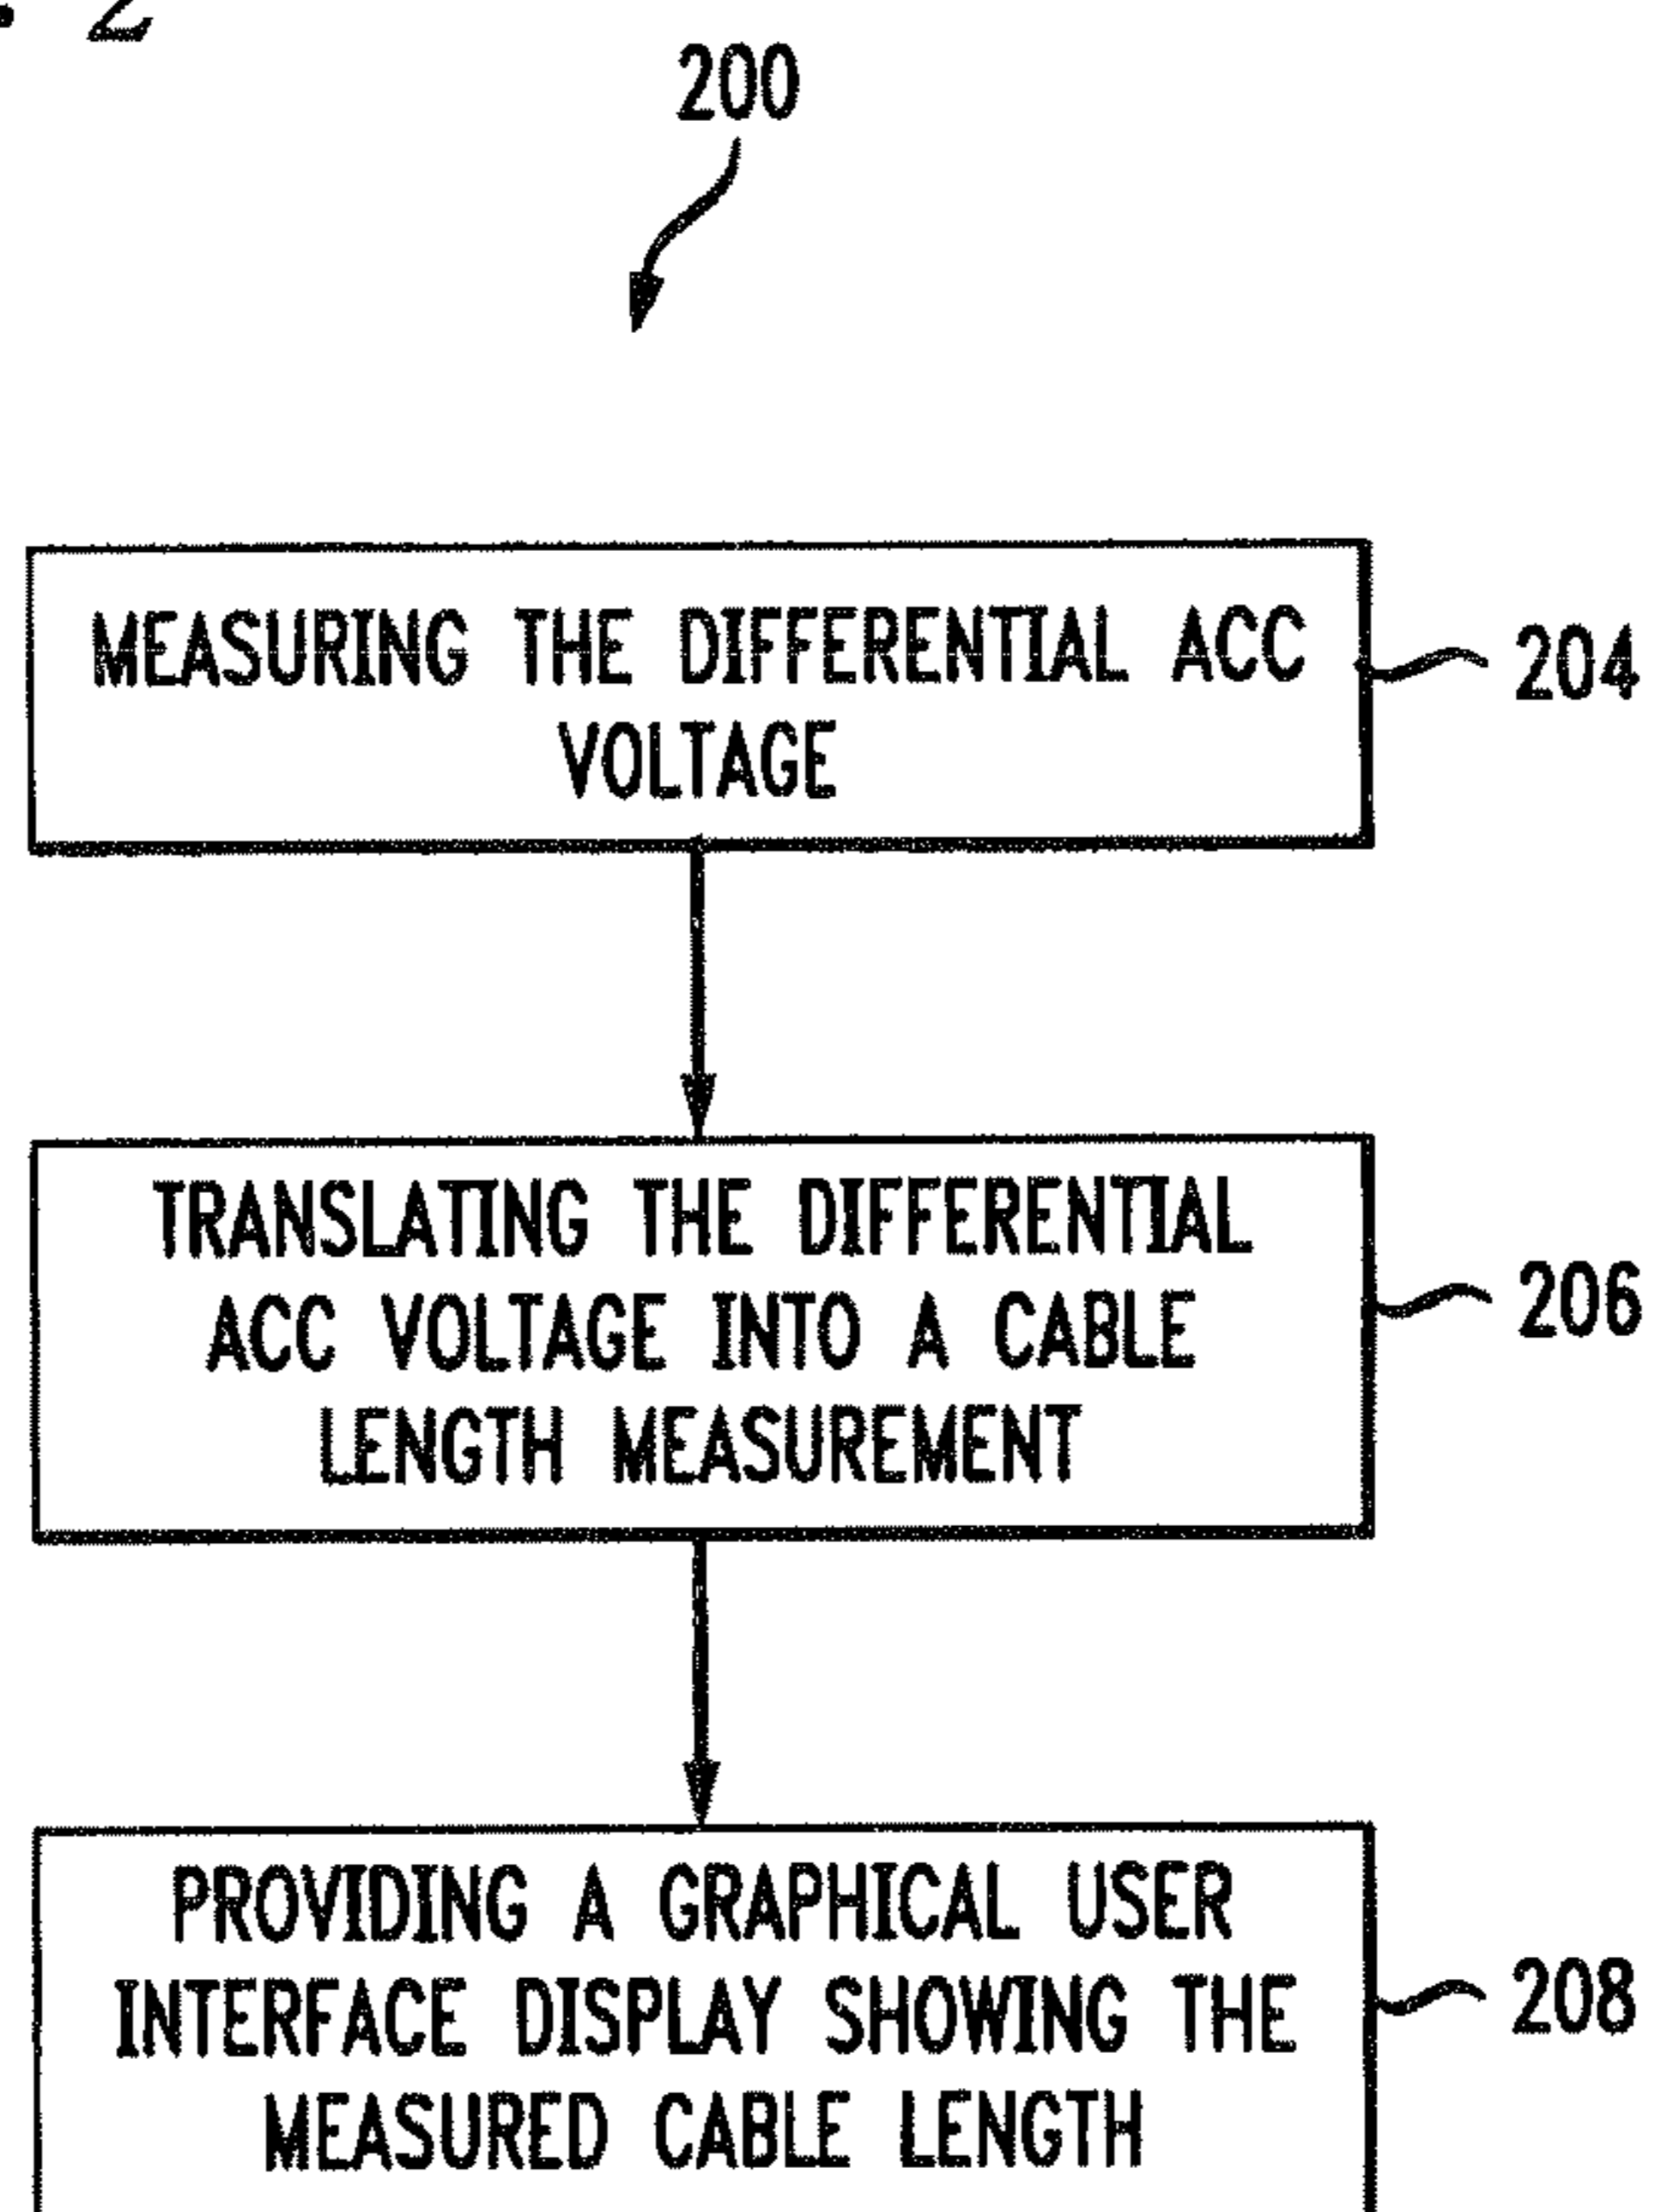 . 2
200
MEASURING THE DIFFERENTIAL ACC
VOLTAGE
204
TRANSLATING THE DIFFERENTIAL
ACC VOLTAGE INTO A CABLE
LENGTH MEASUREMENT
206
PROVIDING A GRAPHICAL USER
INTERFACE DISPLAY SHOWING THE
MEASURED CABLE LENGTH
208